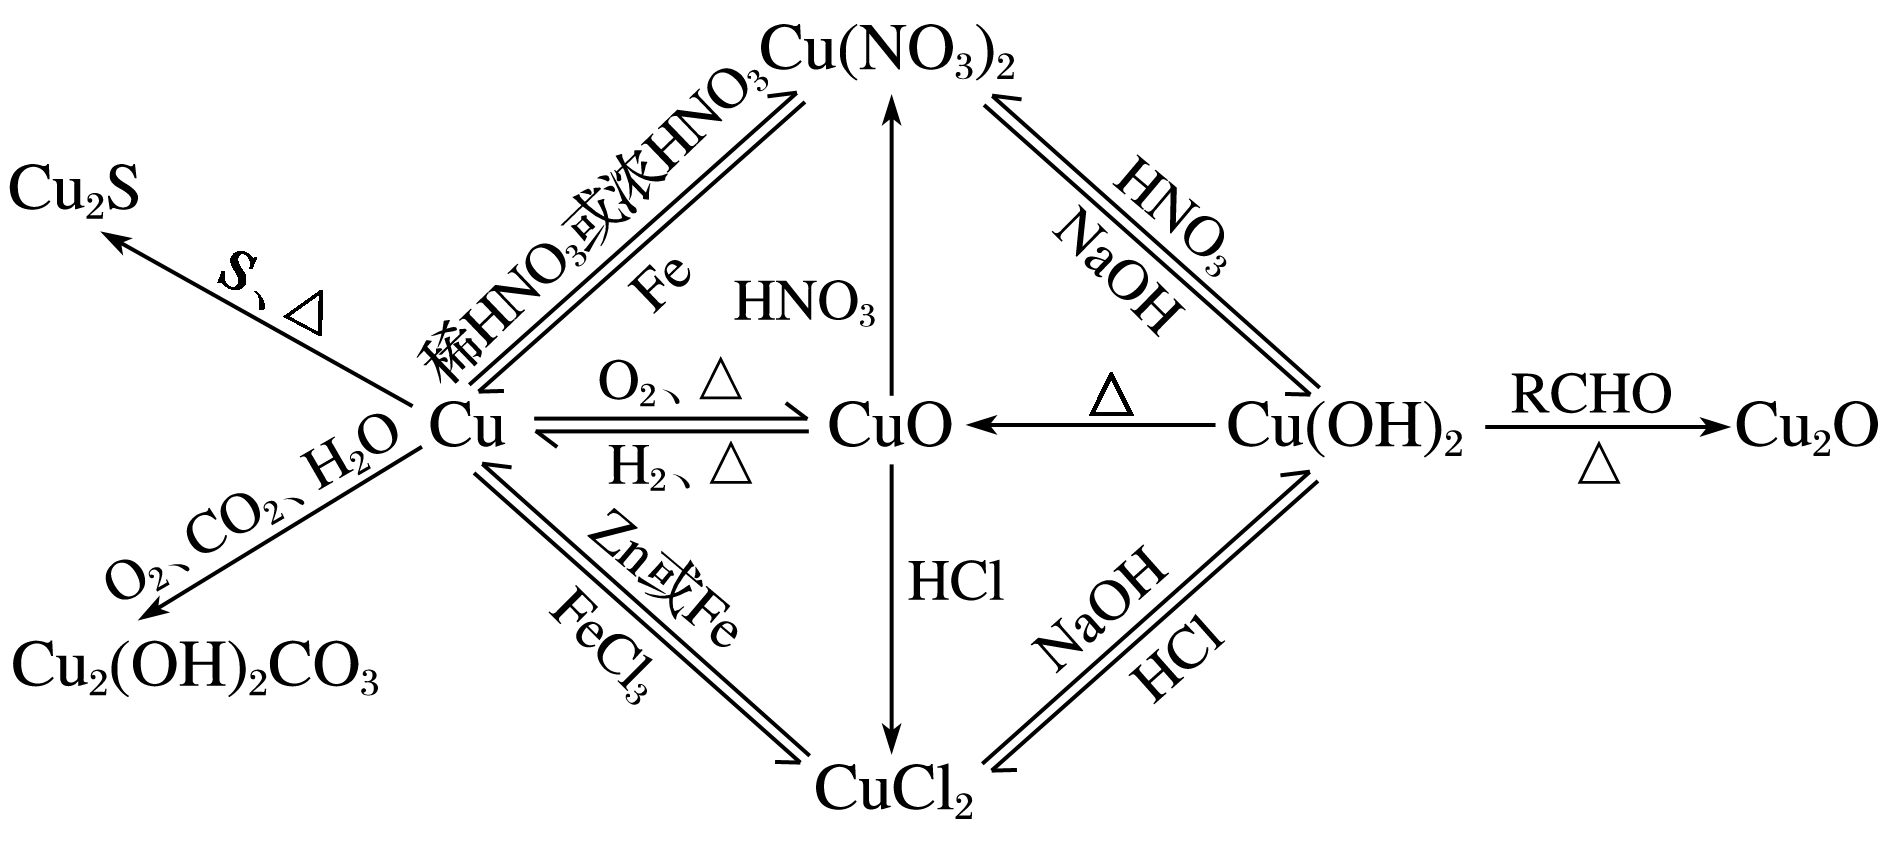 Cu(NO₃)₂
稀HNO₃或浓HNO₃
Fe
HNO₃
HNO₃
NaOH
Cu₂S
S、△
O₂、△
H₂、△
△
RCHO
△
Cu
CuO
Cu(OH)₂
Cu₂O
O₂、CO₂、H₂O
Zn或Fe
FeCl₃
HCl
NaOH
HCl
Cu₂(OH)₂CO₃
CuCl₂